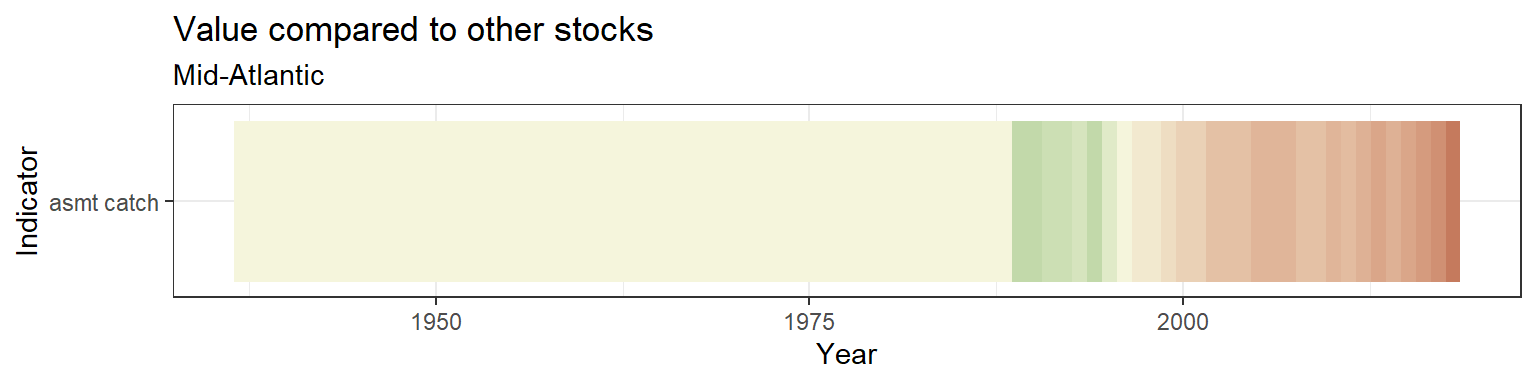 Value compared to other stocks
Mid-Atlantic
Indicator
asmt catch
1950 1975 2000
Year